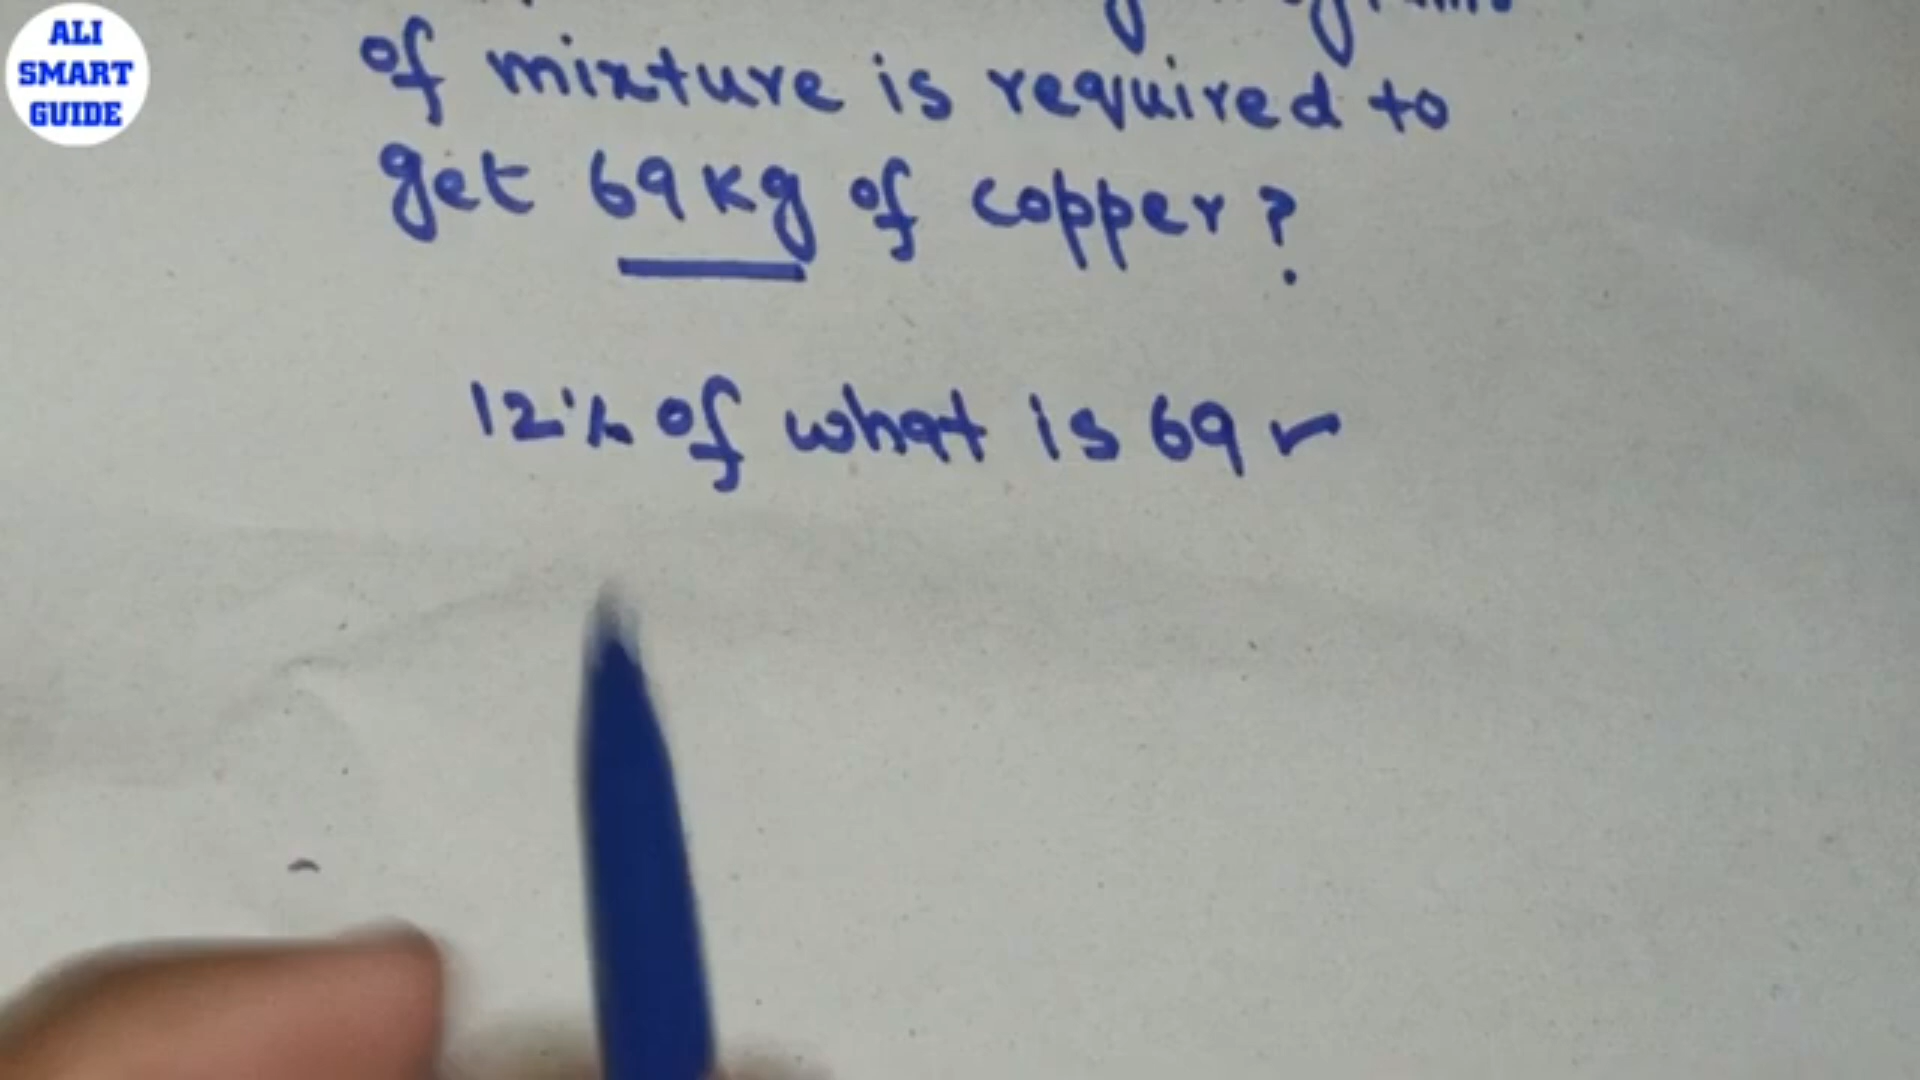 ALI
SMART
GUIDE
of mixture is required to
get 69 kg of copper?
12% of what is 69